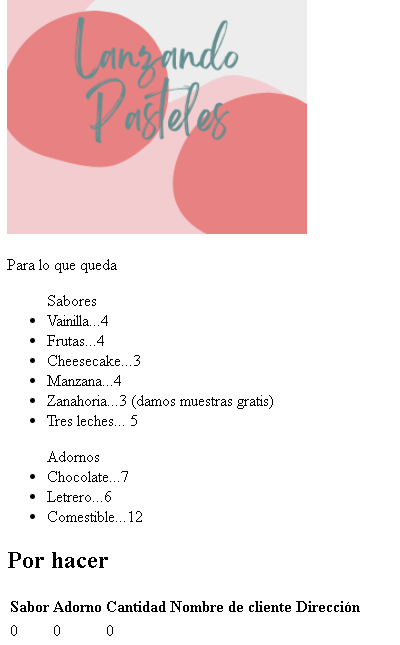 Lanzando
Pasteles
Para lo que queda
Sabores
Vainilla...4
Frutas...4
Cheesecake...3
Manzana...4
Zanahoria...3 (damos muestras gratis)
Tres leches... 5
Adornos
Chocolate...7
Letrero...6
Comestible...12
Por hacer
Sabor Adorno Cantidad Nombre de cliente Dirección
0 0 0